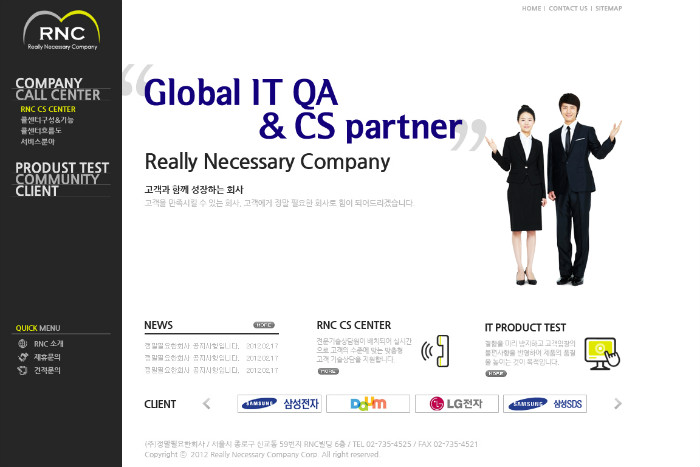 RNC
Really Necessary Company
HOME | CONTACT US | SITEMAP
COMPANY
CALL CENTER
RNC CS CENTER
콜센터구성&기능
콜센터흐름도
서비스분야
PRODUST TEST
COMMUNITY
CLIENT
“Global IT QA
& CS partner”
Really Necessary Company
고객과 함께 성장하는 회사
고객을 만족시킬 수 있는 회사, 고객에게 정말 필요한 회사로 힘이 되어드리겠습니다.
QUICK MENU
RNC 소개
제휴문의
견적문의
NEWS
MORE
정말필요한회사 공지사항입니다. 2012.02.17
정말필요한회사 공지사항입니다. 2012.02.17
정말필요한회사 공지사항입니다. 2012.02.17
RNC CS CENTER
전문기술상담원이 배치되어 실시간
으로 고객의 수준에 맞는 맞춤형
고객 기술상담을 지원합니다.
MORE
IT PRODUCT TEST
결함을 미리 방지하고 고객입장의
불편사항을 반영하여 제품의 품질
을 높이는 것이 목적입니다.
MORE
CLIENT
SAMSUNG 삼성전자
Daum
LG전자
SAMSUNG 삼성SDS
(주)정말필요한회사 / 서울시 종로구 신교동 59번지 RNC빌딩 6층 / TEL 02-735-4525 / FAX 02-735-4521
Copyright ⓒ 2012 Really Necessary Company Corp. All right reserved